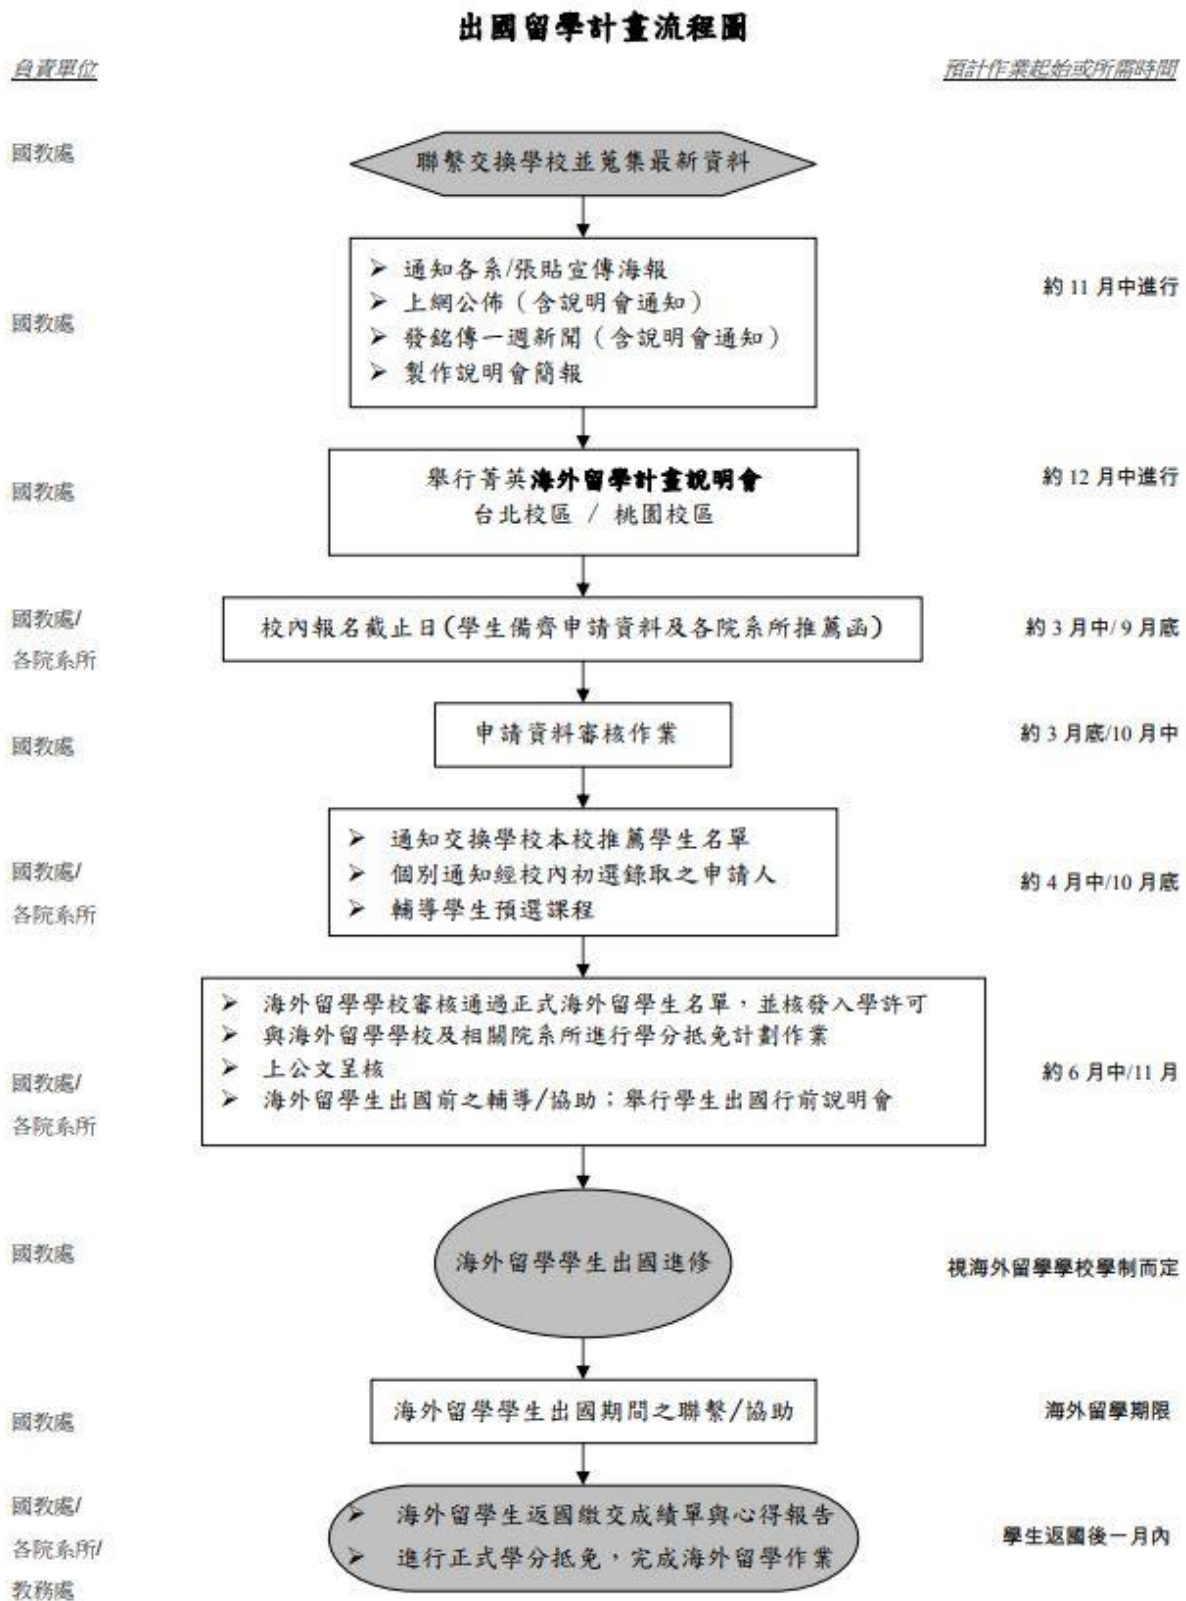 出國留學計畫流程圖
負責單位
預計作業起始或所需時間
國教處
聯繫交換學校並蒐集最新資料
國教處
➢ 通知各系/張貼宣傳海報
➢ 上網公佈（含說明會通知）
➢ 發銘傳一週新聞（含說明會通知）
➢ 製作說明會簡報
約 11 月中進行
國教處
舉行菁英海外留學計畫說明會
台北校區 / 桃園校區
約 12 月中進行
國教處/
各院系所
校內報名截止日(學生備齊申請資料及各院系所推薦函)
約 3 月中/ 9 月底
國教處
申請資料審核作業
約 3 月底/10 月中
國教處/
各院系所
➢ 通知交換學校本校推薦學生名單
➢ 個別通知經校內初選錄取之申請人
➢ 輔導學生預選課程
約 4 月中/10 月底
國教處/
各院系所
➢ 海外留學學校審核通過正式海外留學生名單，並核發入學許可
➢ 與海外留學學校及相關院系所進行學分抵免計劃作業
➢ 上公文呈核
➢ 海外留學生出國前之輔導/協助；舉行學生出國行前說明會
約 6 月中/11 月
國教處
海外留學學生出國進修
視海外留學學校學制而定
國教處
海外留學學生出國期間之聯繫/協助
海外留學期限
國教處/
各院系所/
教務處
➢ 海外留學生返國繳交成績單與心得報告
➢ 進行正式學分抵免，完成海外留學作業
學生返國後一月內